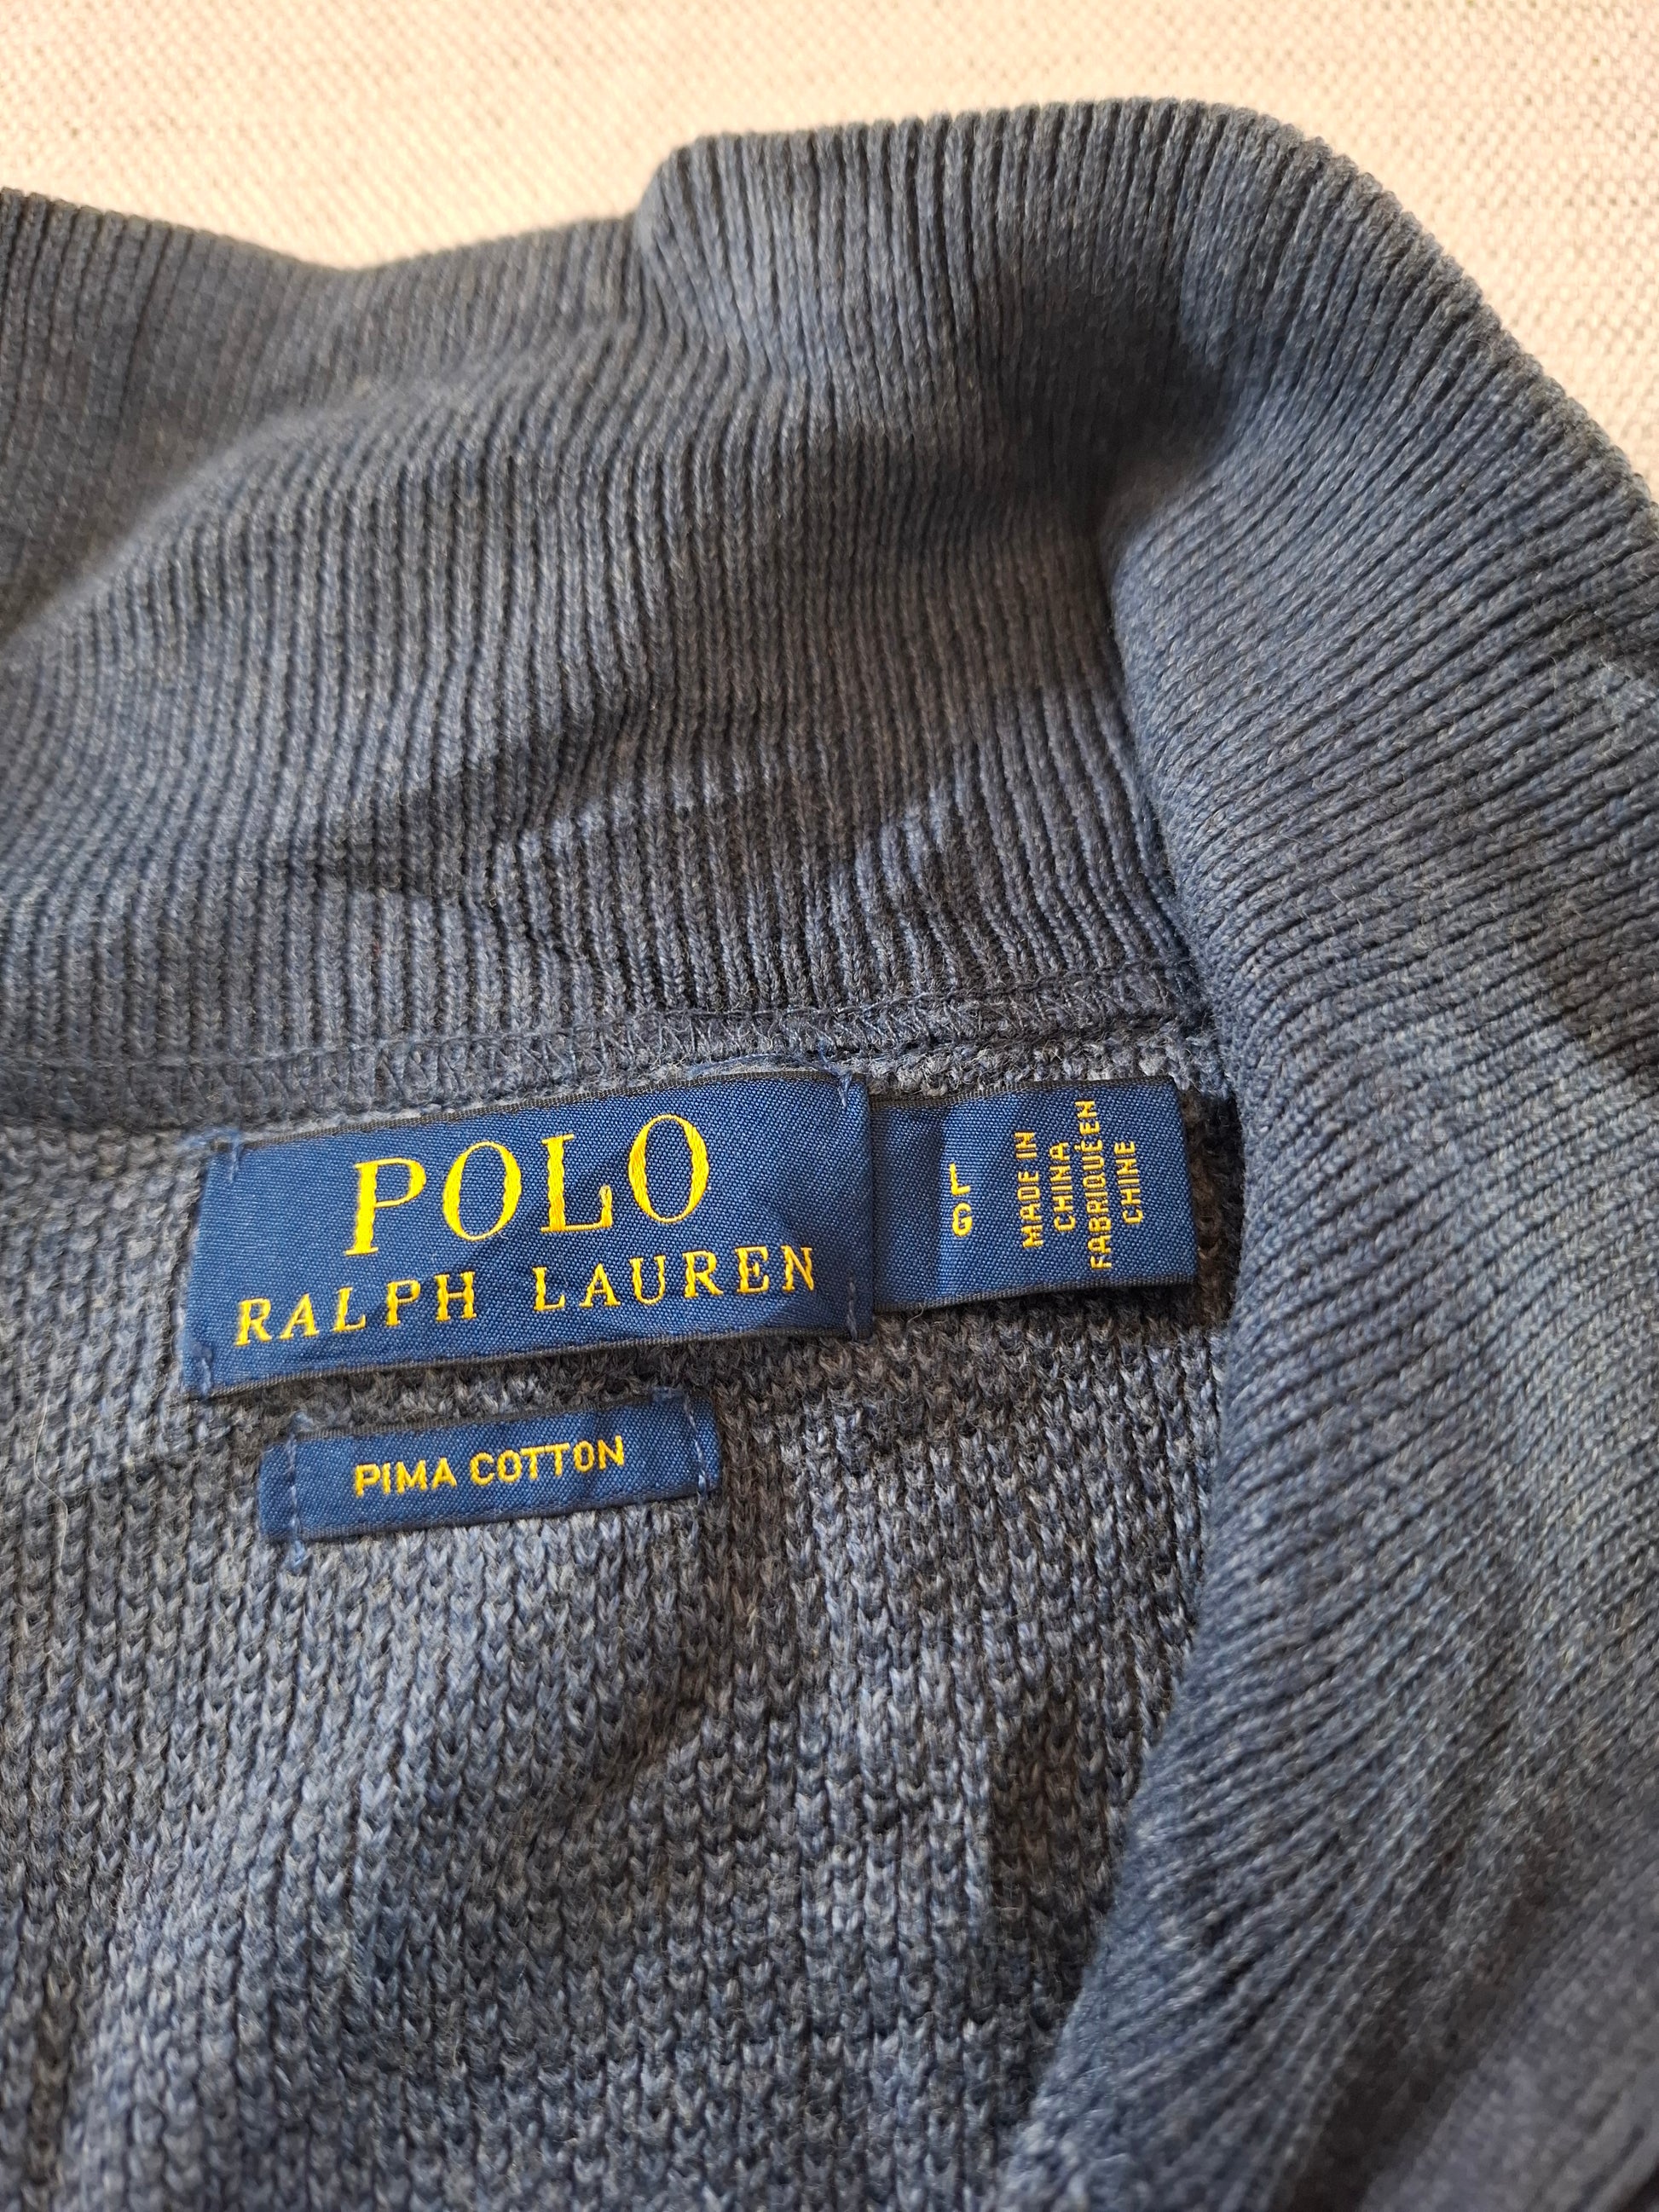 POLO
RALPH LAUREN
L
G
MADE IN
CHINA
FABRIQUÉ EN
CHINE
PIMA COTTON